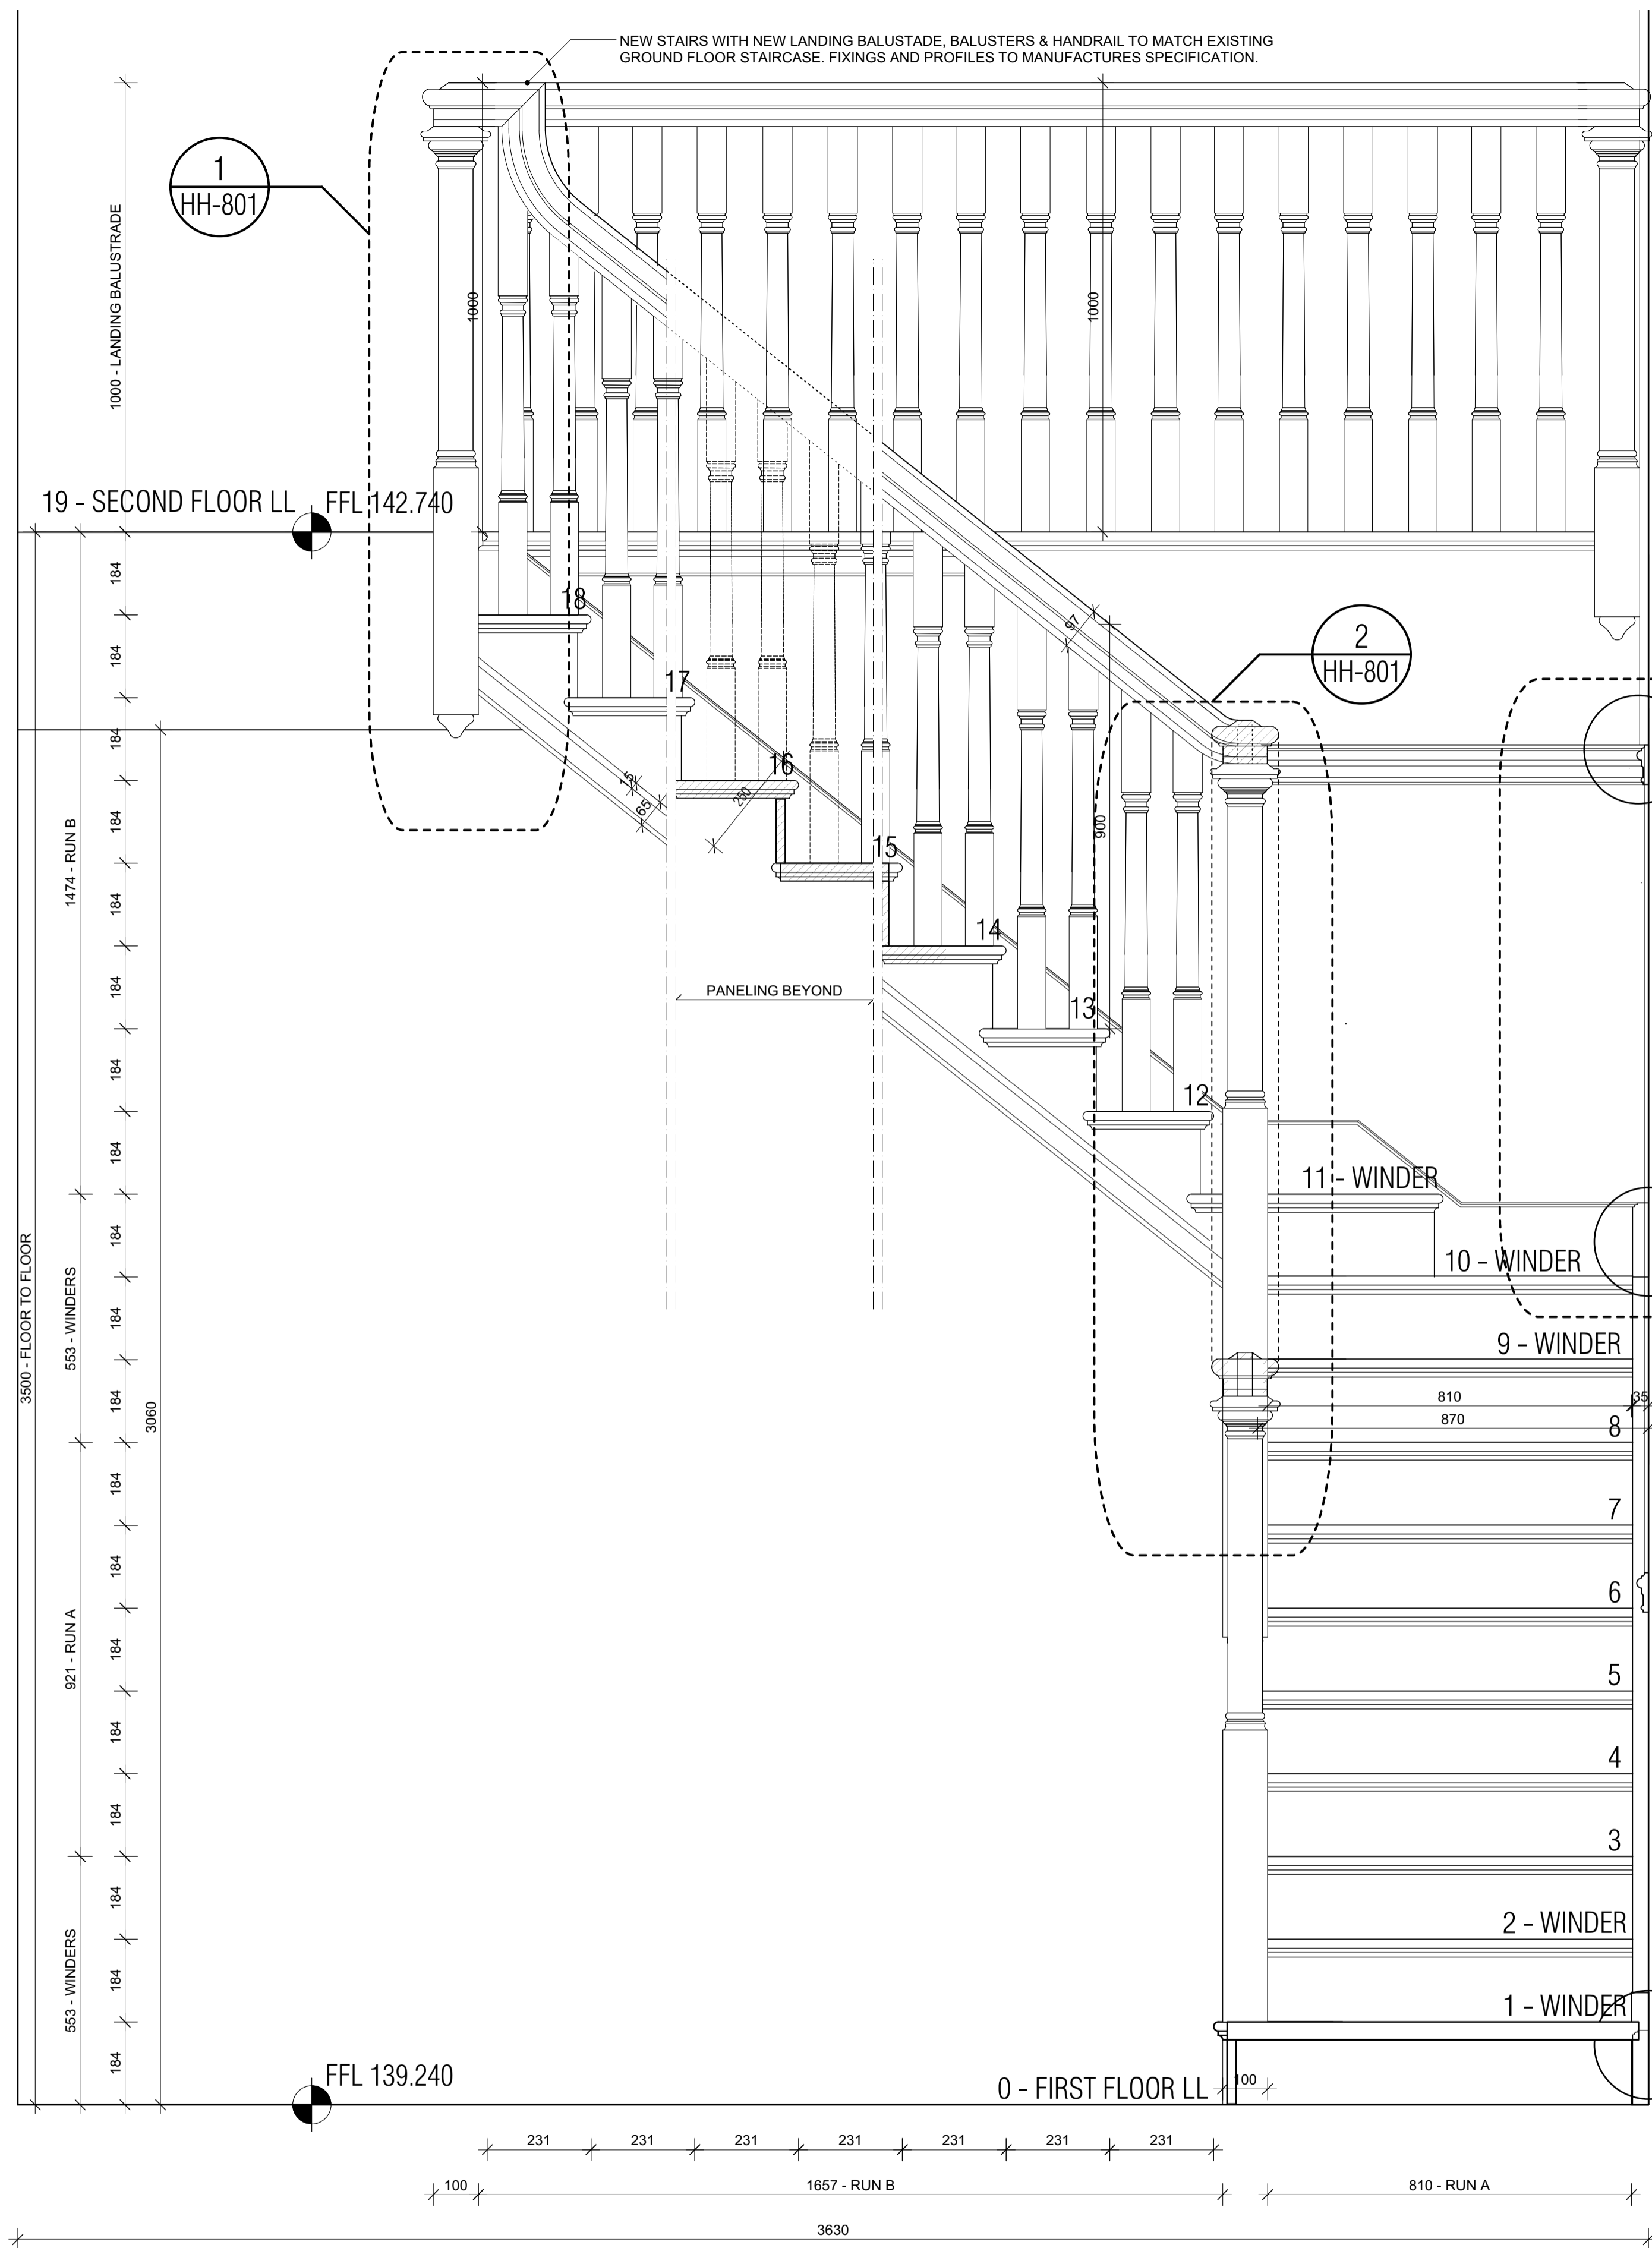 NEW STAIRS WITH NEW LANDING BALUSTADE, BALUSTERS & HANDRAIL TO MATCH EXISTING
GROUND FLOOR STAIRCASE. FIXINGS AND PROFILES TO MANUFACTURES SPECIFICATION.
1
HH-801
1000 - LANDING BALUSTRADE
1000
1000
19 - SECOND FLOOR LL
FFL 142.740
184
18
97
2
HH-801
184
17
184
16
15
65
250
1474 - RUN B
184
900
15
184
14
PANELING BEYOND
184
13
184
12
184
11 - WINDER
184
10 - WINDER
3500 - FLOOR TO FLOOR
553 - WINDERS
184
9 - WINDER
184
3060
810
35
870
8
184
7
184
6
921 - RUN A
184
5
184
4
184
3
184
2 - WINDER
553 - WINDERS
184
1 - WINDER
184
FFL 139.240
0 - FIRST FLOOR LL
100
231
231
231
231
231
231
231
100
1657 - RUN B
810 - RUN A
3630